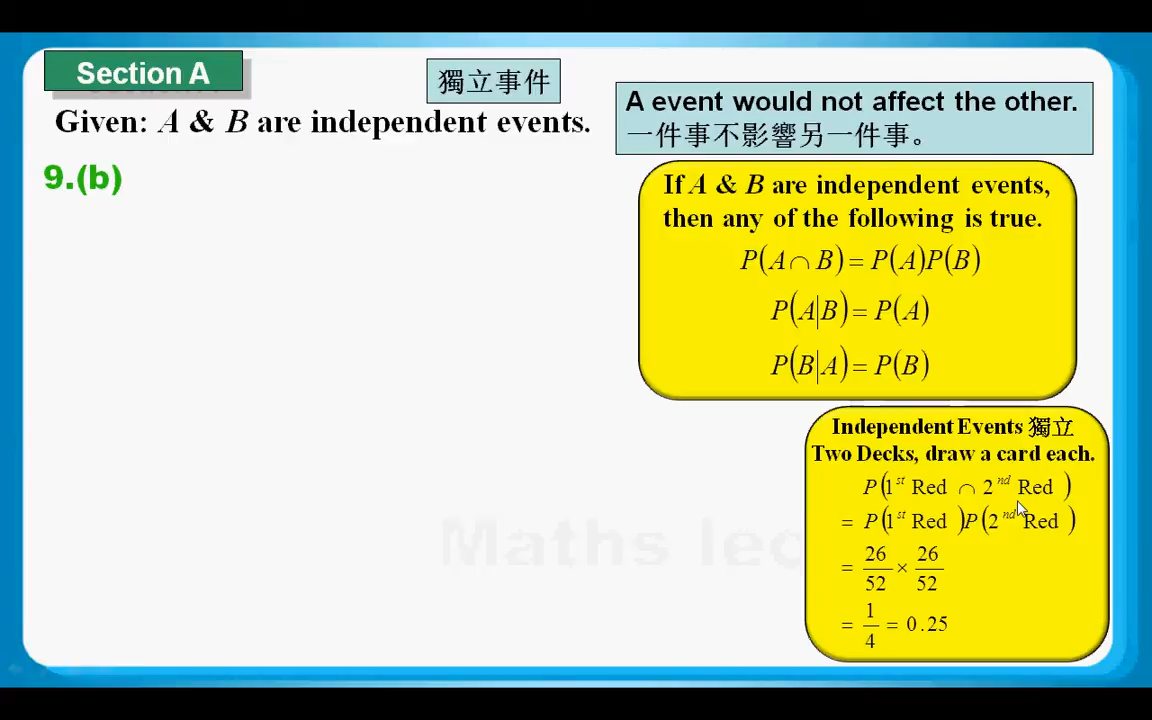 Section A
獨立事件
Given: A & B are independent events.
9.(b)
A event would not affect the other.
一件事不影響另一件事。
If A & B are independent events,
then any of the following is true.
P(A∩B)=P(A)P(B)
P(A|B)=P(A)
P(B|A)=P(B)
Independent Events 獨立
Two Decks, draw a card each.
P(1st Red ∩ 2nd Red)
= P(1st Red)P(2nd Red)
= 26/52 × 26/52
= 1/4 = 0.25
Maths lec